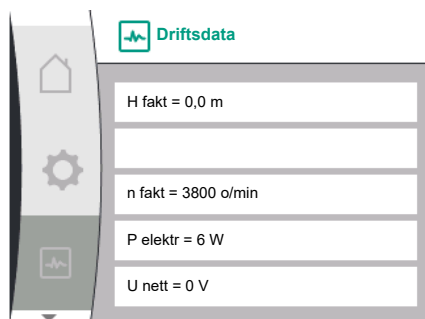 Driftsdata
H fakt = 0,0 m
n fakt = 3800 o/min
P elektr = 6 W
U nett = 0 V